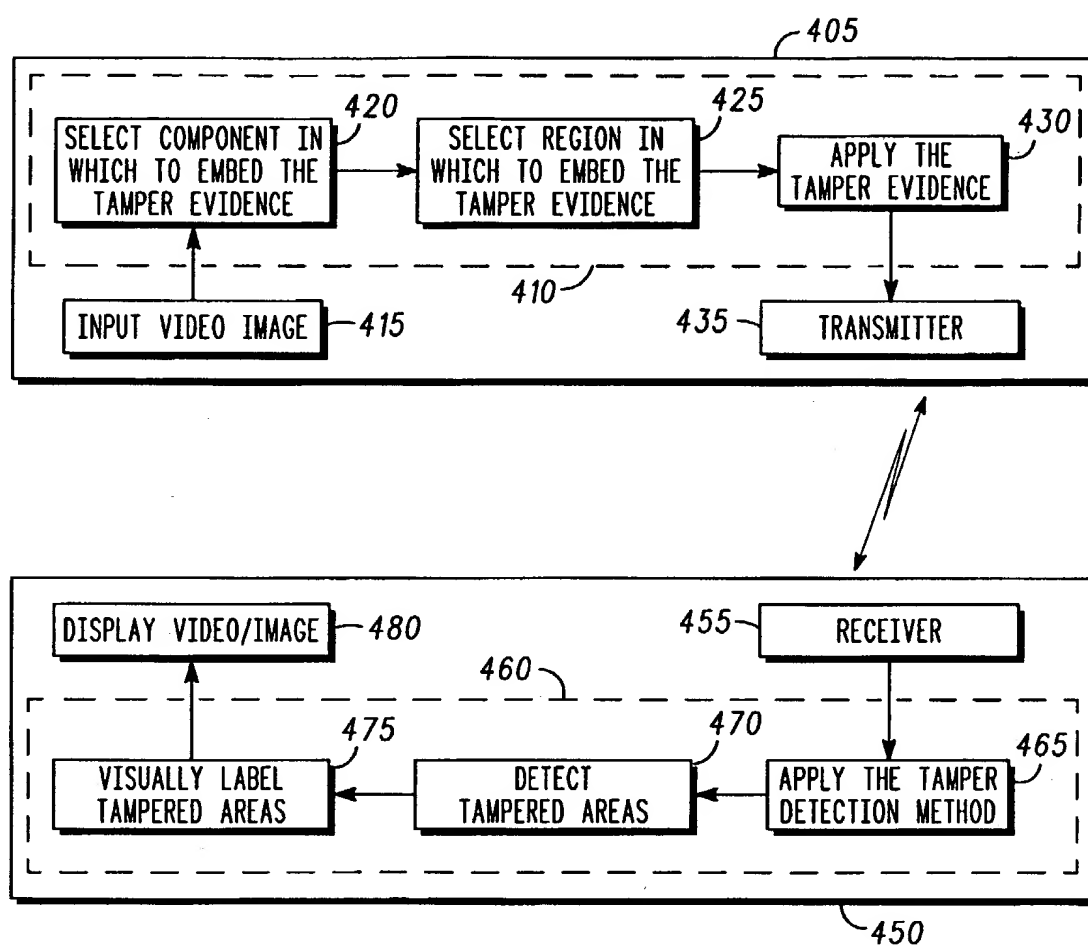 405
420
SELECT COMPONENT IN
WHICH TO EMBED THE
TAMPER EVIDENCE
425
SELECT REGION IN
WHICH TO EMBED THE
TAMPER EVIDENCE
430
APPLY THE
TAMPER EVIDENCE
410
INPUT VIDEO IMAGE
415
435
TRANSMITTER
DISPLAY VIDEO/IMAGE
480
455
RECEIVER
460
475
VISUALLY LABEL
TAMPERED AREAS
470
DETECT
TAMPERED AREAS
465
APPLY THE TAMPER
DETECTION METHOD
450